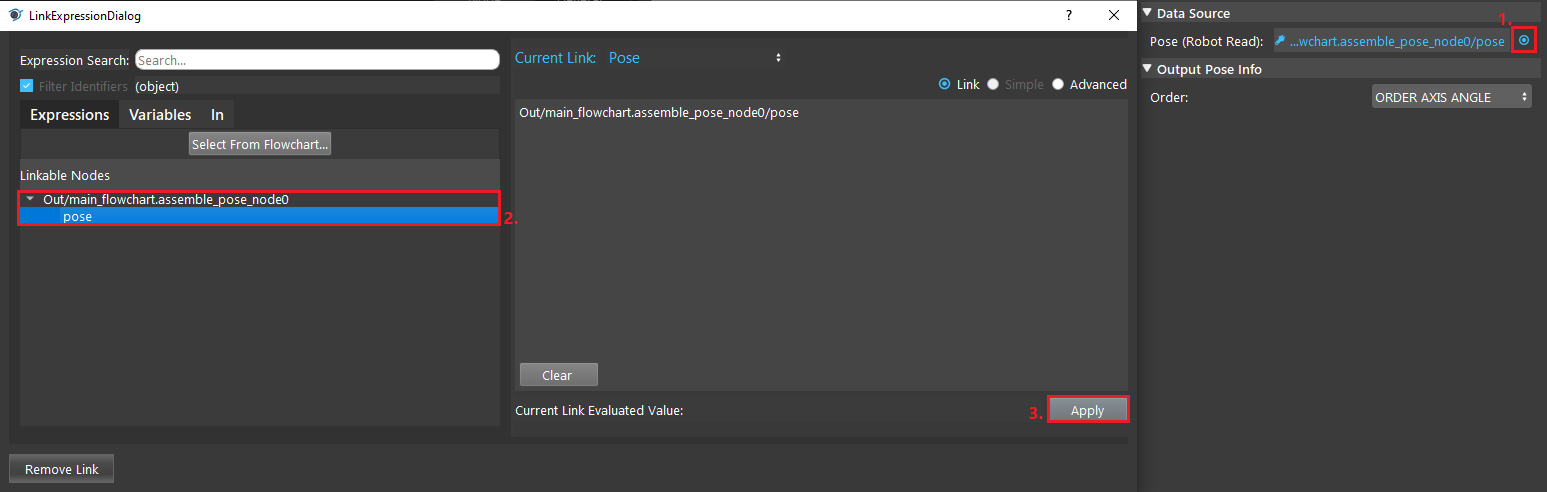 LinkExpressionDialog
?
Expression Search: Search...
Filter Identifiers (object)
Expressions Variables In
Select From Flowchart...
Linkable Nodes
Out/main_flowchart.assemble_pose_node0
pose
2.
Current Link: Pose
Link Simple Advanced
Out/main_flowchart.assemble_pose_node0/pose
Clear
Current Link Evaluated Value:
3. Apply
Remove Link
Data Source
1.
Pose (Robot Read): ...wchart.assemble_pose_node0/pose
Output Pose Info
Order: ORDER AXIS ANGLE